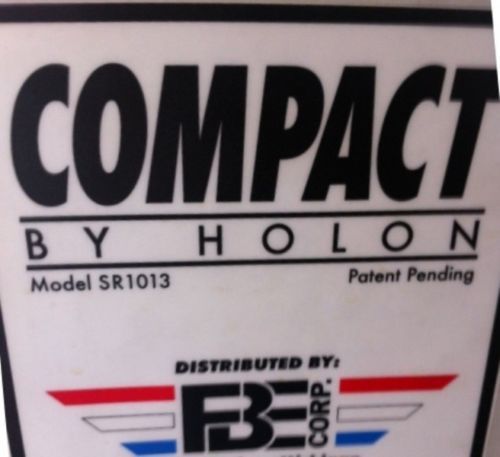 COMPACT
BY HOLON
Model SR1013 Patent Pending
DISTRIBUTED BY:
FBE CORP.